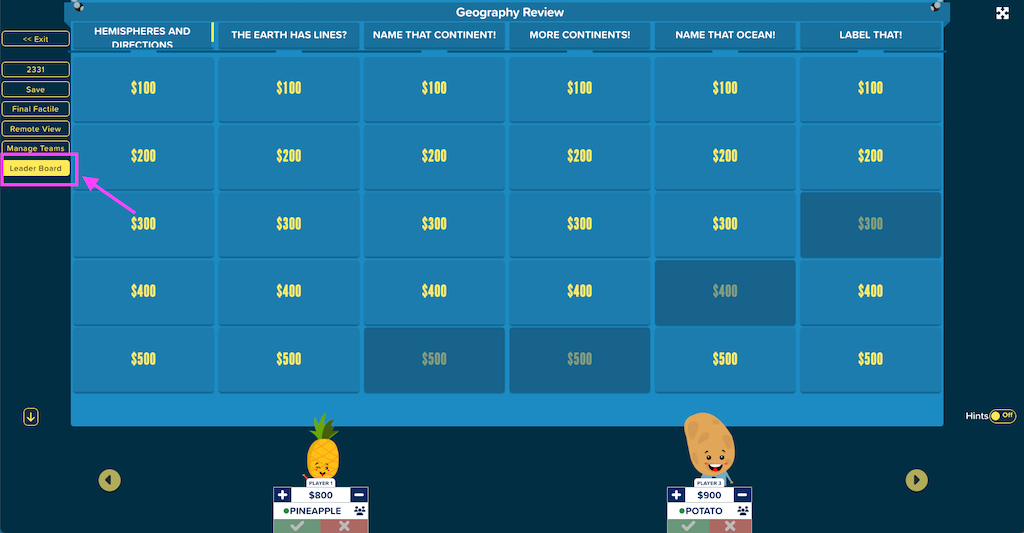 Geography Review
<< Exit
2331
Save
Final Factile
Remote View
Manage Teams
Leader Board
HEMISPHERES AND
DIRECTIONS
THE EARTH HAS LINES?
NAME THAT CONTINENT!
MORE CONTINENTS!
NAME THAT OCEAN!
LABEL THAT!
$100 $100 $100 $100 $100 $100
$200 $200 $200 $200 $200 $200
$300 $300 $300 $300 $300 $300
$400 $400 $400 $400 $400 $400
$500 $500 $500 $500 $500 $500
Hints Off
PLAYER 1
+ $800 −
PINEAPPLE
PLAYER 3
+ $900 −
POTATO